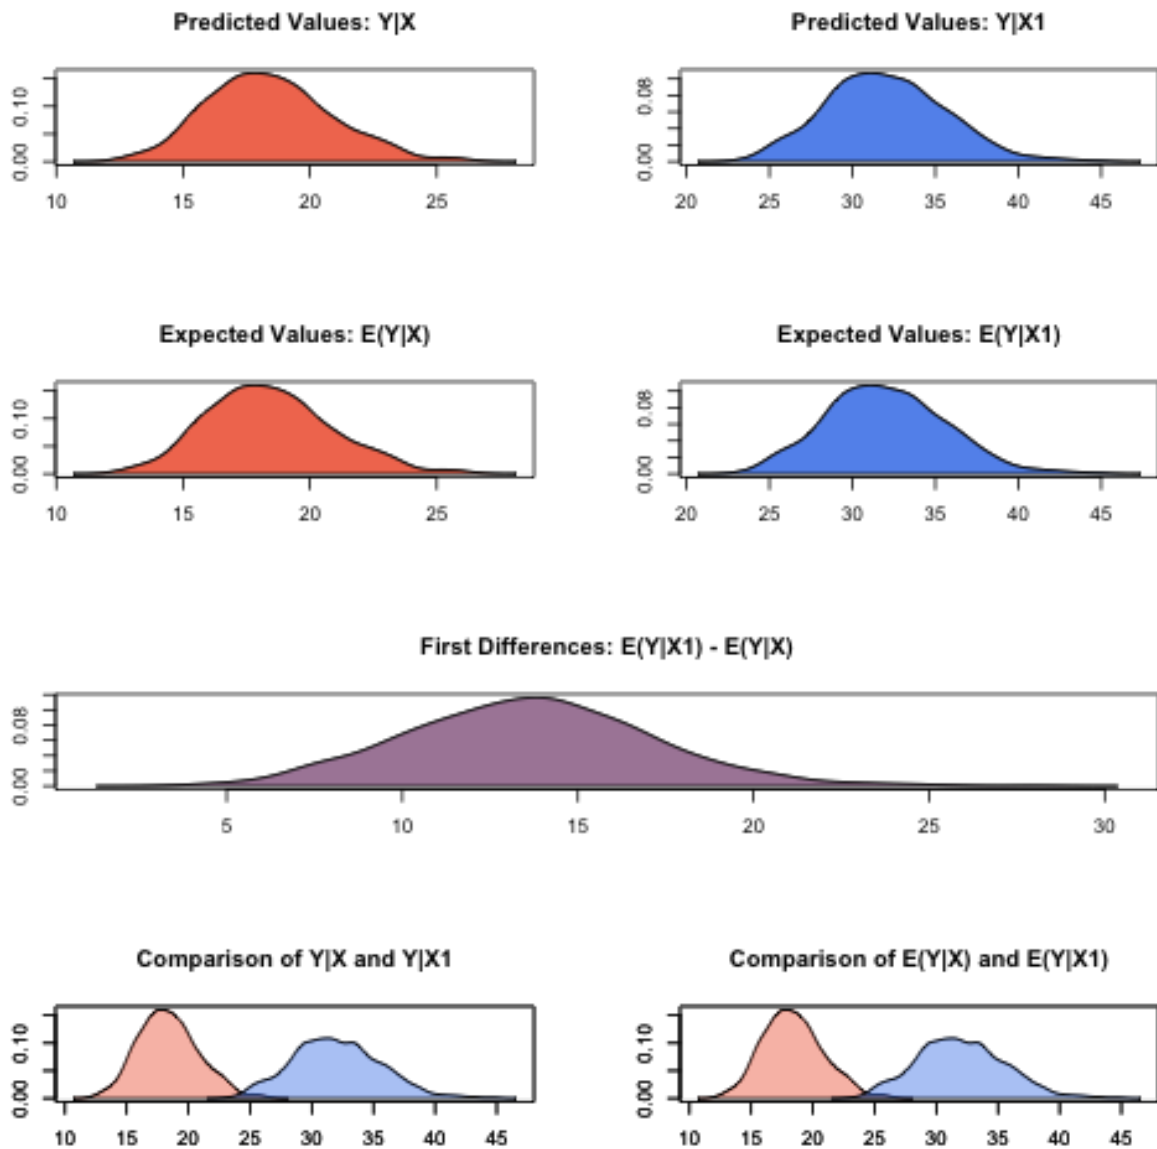 Predicted Values: Y|X
0.00 0.10
10 15 20 25
Predicted Values: Y|X1
0.00 0.08
20 25 30 35 40 45
Expected Values: E(Y|X)
0.00 0.10
10 15 20 25
Expected Values: E(Y|X1)
0.00 0.08
20 25 30 35 40 45
First Differences: E(Y|X1) - E(Y|X)
0.00 0.08
5 10 15 20 25 30
Comparison of Y|X and Y|X1
0.00 0.10
10 15 20 25 30 35 40 45
Comparison of E(Y|X) and E(Y|X1)
0.00 0.10
10 15 20 25 30 35 40 45